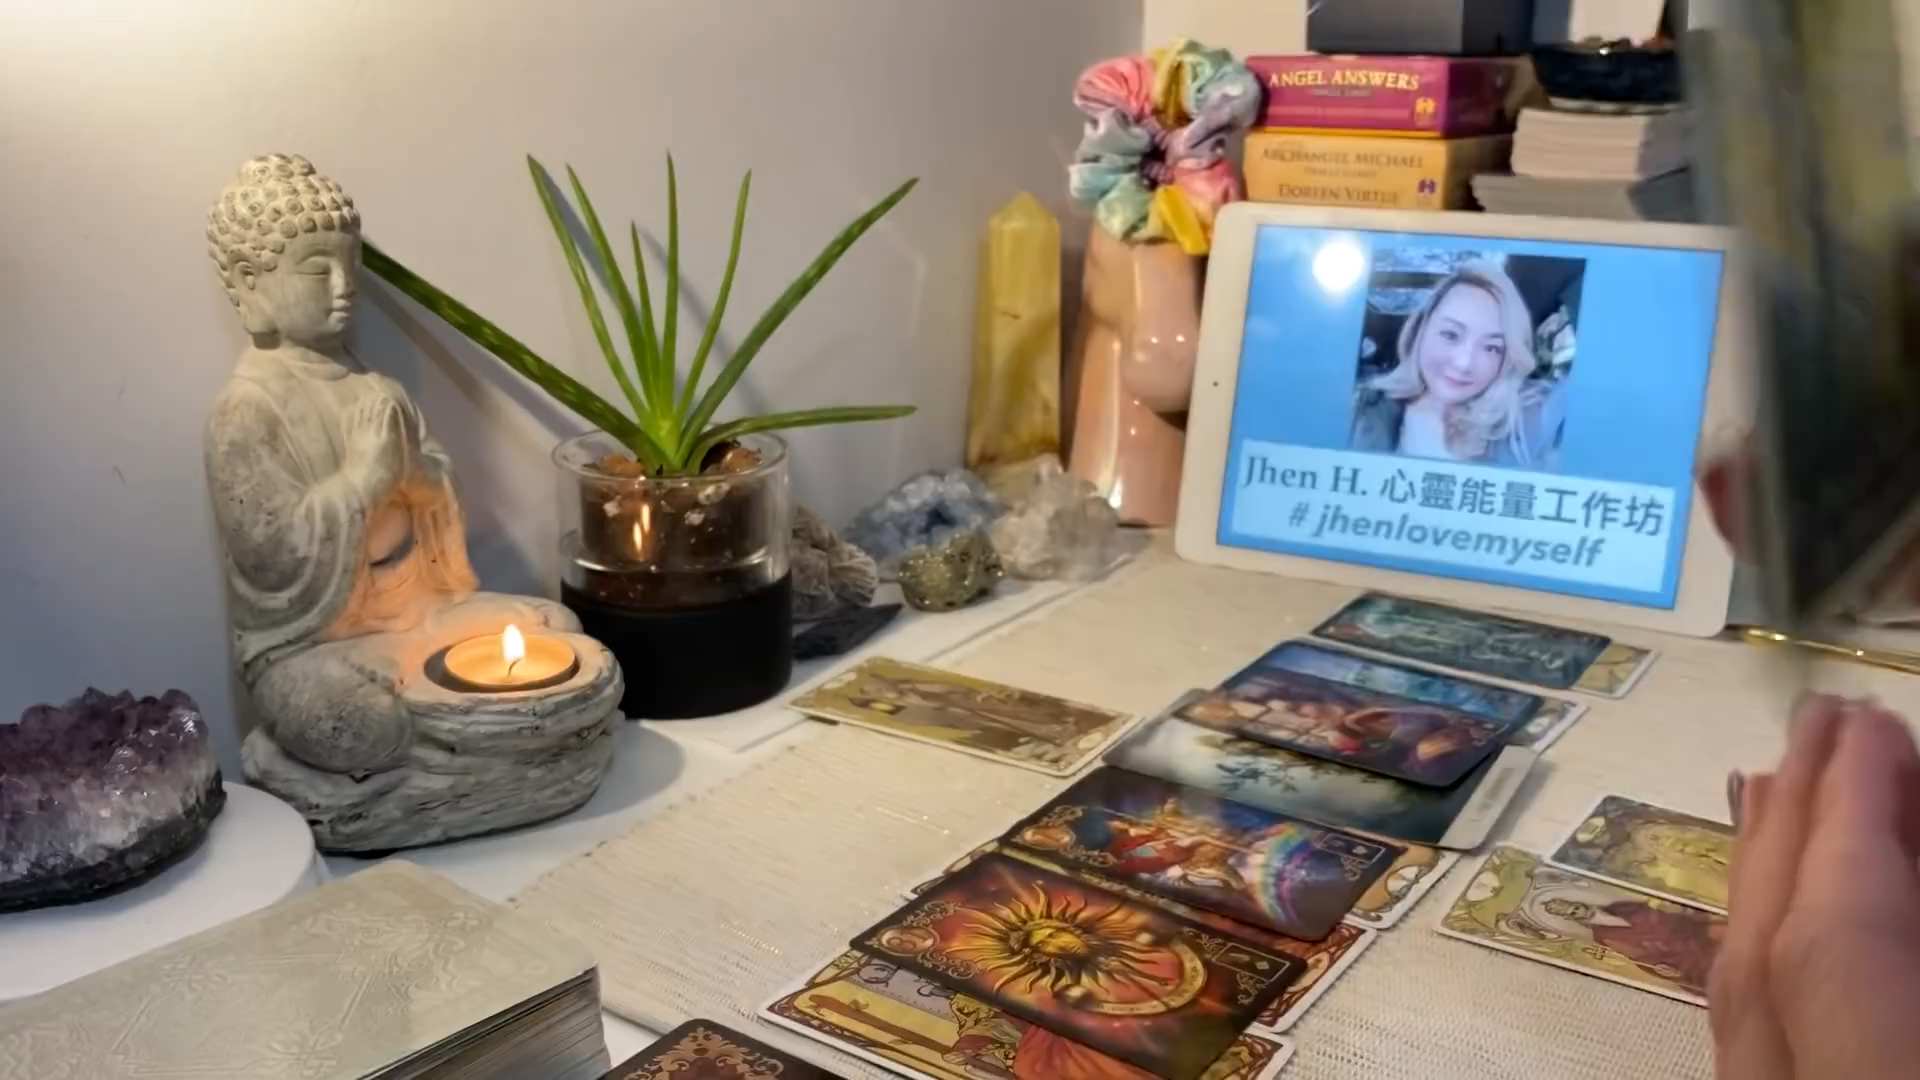 ANGEL ANSWERS
ARCHANGEL MICHAEL
DOREEN VIRTUE
Jhen H. 心靈能量工作坊
# jhenlovemyself